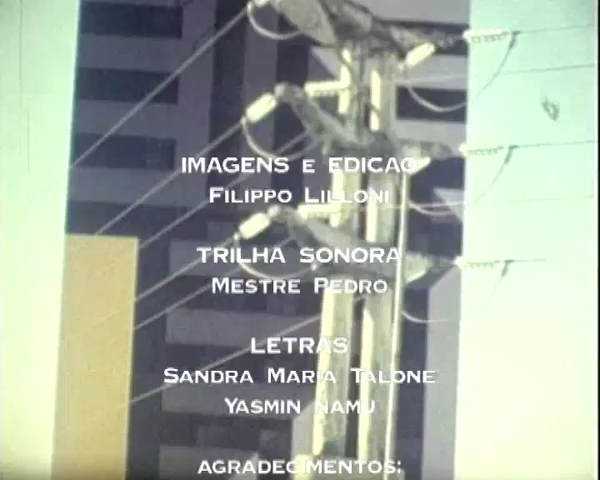 IMAGENS E EDICAO
FILIPPO LILLONI
TRILHA SONORA
MESTRE PEDRO
LETRAS
SANDRA MARIA TALONE
YASMIN NAMU
AGRADECIMENTOS: